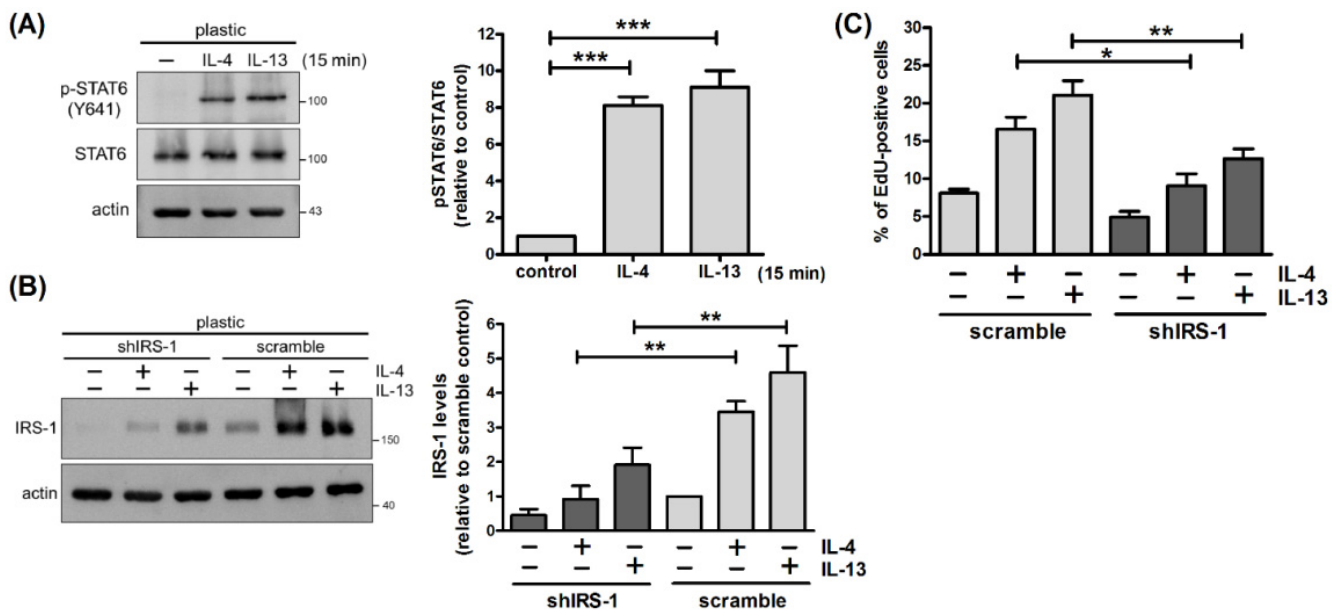 (A)
plastic
– IL-4 IL-13 (15 min)
p-STAT6
(Y641)
100
STAT6
100
actin
43
pSTAT6/STAT6
(relative to control)
12
10
8
6
4
2
0
***
***
control IL-4 IL-13 (15 min)
(B)
plastic
shIRS-1 scramble
– + – – + – IL-4
– – + – – + IL-13
IRS-1
150
actin
40
IRS-1 levels
(relative to scramble control)
6
5
4
3
2
1
0
**
**
– + – – + – IL-4
– – + – – + IL-13
shIRS-1 scramble
(C)
% of EdU-positive cells
30
25
20
15
10
5
0
**
*
– + – – + – IL-4
– – + – – + IL-13
scramble shIRS-1